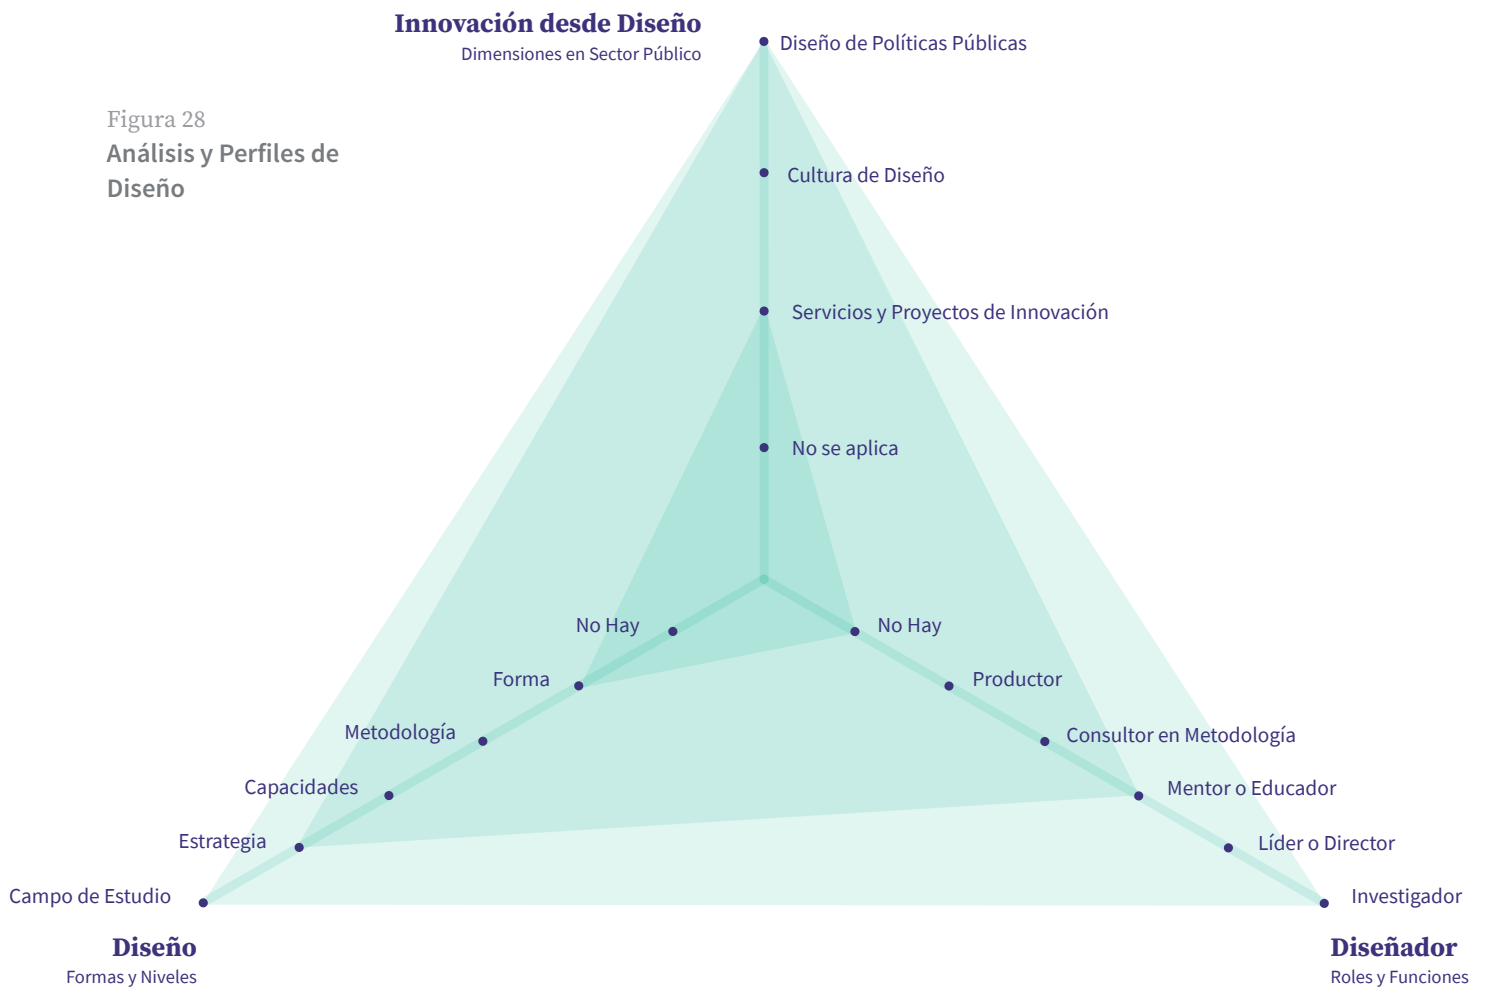 Innovación desde Diseño
Dimensiones en Sector Público
Diseño de Políticas Públicas
Figura 28
Análisis y Perfiles de
Diseño
Cultura de Diseño
Servicios y Proyectos de Innovación
No se aplica
No Hay
No Hay
Forma
Productor
Metodología
Consultor en Metodología
Capacidades
Mentor o Educador
Estrategia
Líder o Director
Campo de Estudio
Investigador
Diseño
Formas y Niveles
Diseñador
Roles y Funciones